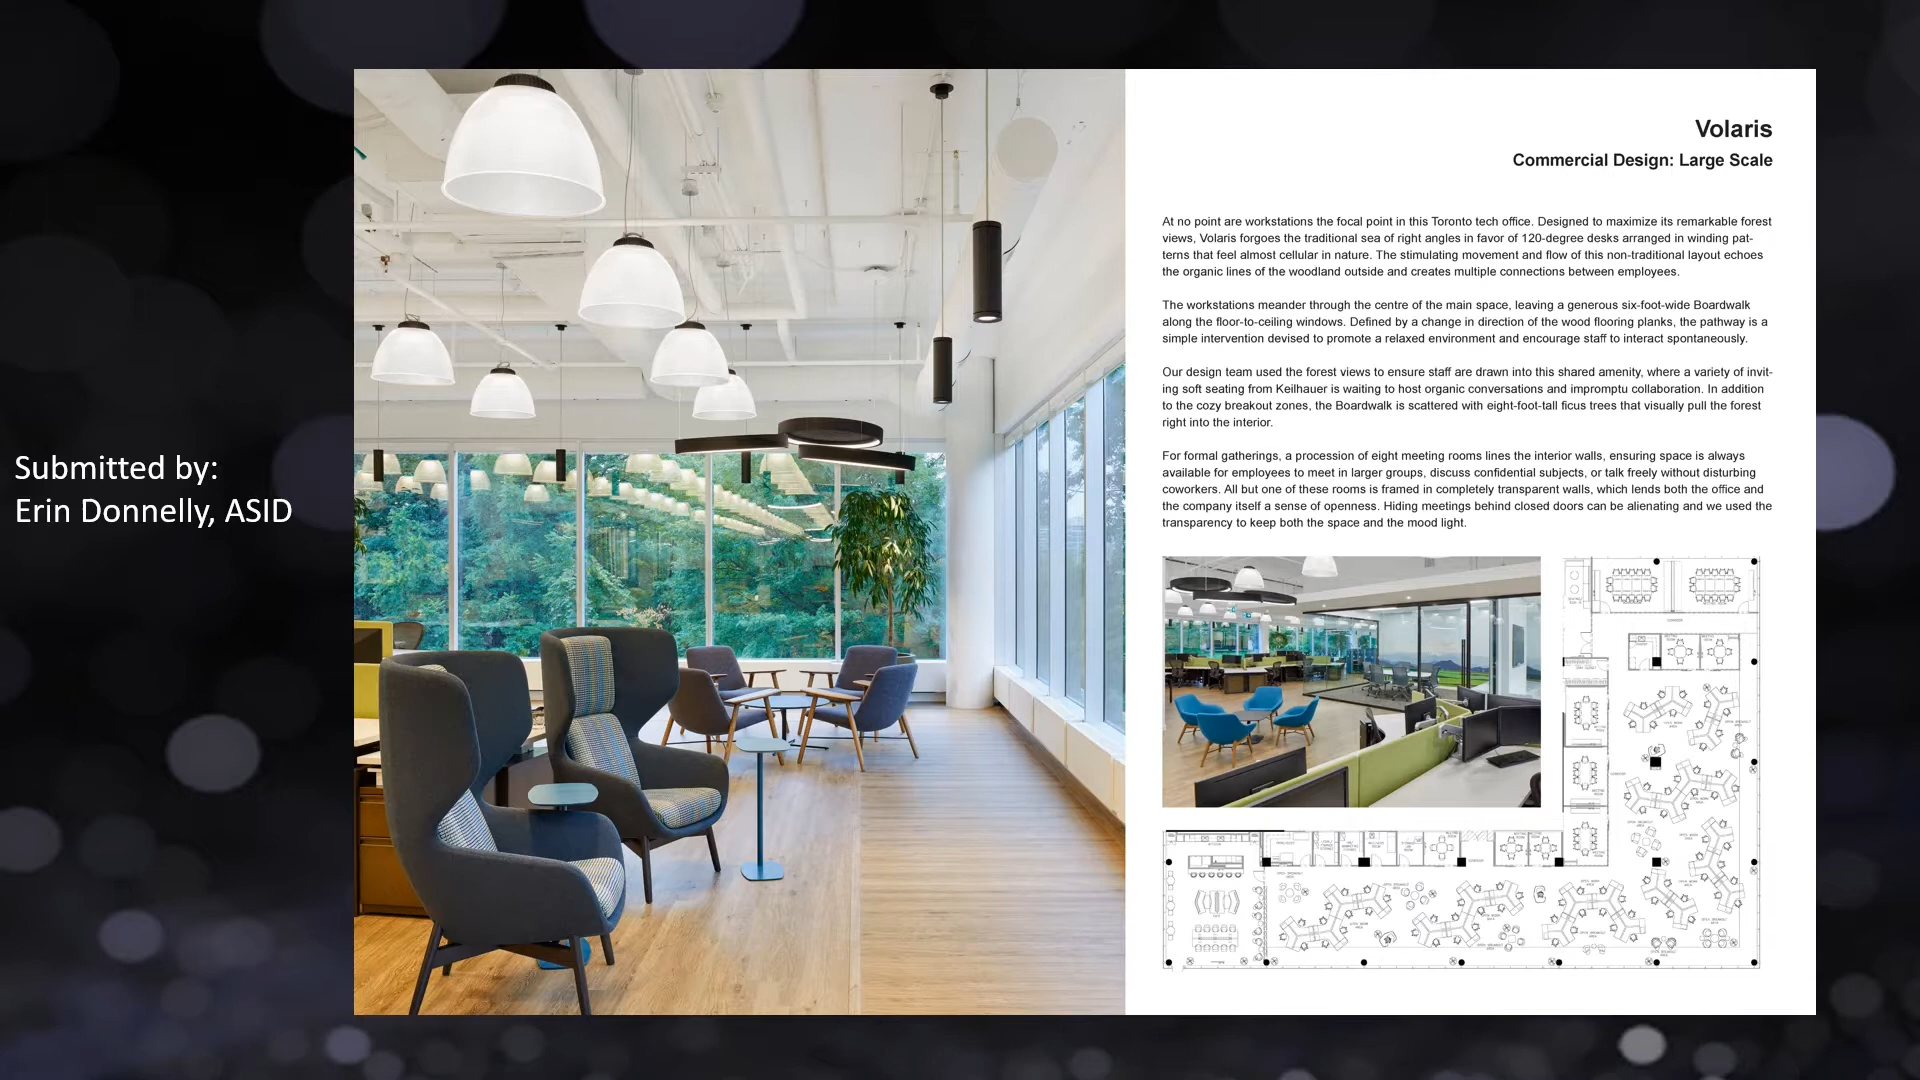 Submitted by:
Erin Donnelly, ASID
Volaris
Commercial Design: Large Scale
At no point are workstations the focal point in this Toronto tech office. Designed to maximize its remarkable forest
views, Volaris forgoes the traditional sea of right angles in favor of 120-degree desks arranged in winding pat-
terns that feel almost cellular in nature. The stimulating movement and flow of this non-traditional layout echoes
the organic lines of the woodland outside and creates multiple connections between employees.
The workstations meander through the centre of the main space, leaving a generous six-foot-wide Boardwalk
along the floor-to-ceiling windows. Defined by a change in direction of the wood flooring planks, the pathway is a
simple intervention devised to promote a relaxed environment and encourage staff to interact spontaneously.
Our design team used the forest views to ensure staff are drawn into this shared amenity, where a variety of invit-
ing soft seating from Keilhauer is waiting to host organic conversations and impromptu collaboration. In addition
to the cozy breakout zones, the Boardwalk is scattered with eight-foot-tall ficus trees that visually pull the forest
right into the interior.
For formal gatherings, a procession of eight meeting rooms lines the interior walls, ensuring space is always
available for employees to meet in larger groups, discuss confidential subjects, or talk freely without disturbing
coworkers. All but one of these rooms is framed in completely transparent walls, which lends both the office and
the company itself a sense of openness. Hiding meetings behind closed doors can be alienating and we used the
transparency to keep both the space and the mood light.